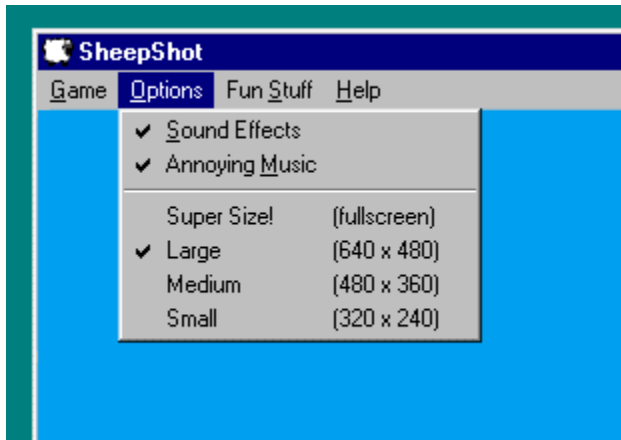 SheepShot
Game Options Fun Stuff Help
Sound Effects
Annoying Music
Super Size! (fullscreen)
Large (640 x 480)
Medium (480 x 360)
Small (320 x 240)